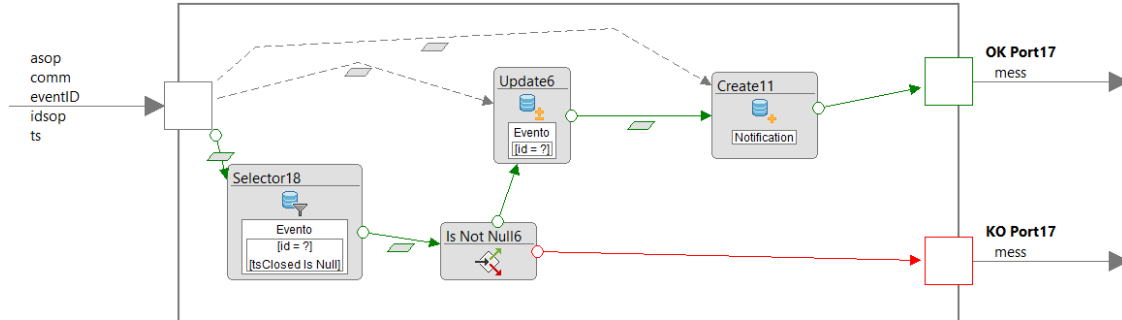 asop
comm
eventID
idsop
ts
Selector18
Evento
[id = ?]
[tsClosed Is Null]
Is Not Null6
Update6
Evento
[id = ?]
Create11
Notification
OK Port17
mess
KO Port17
mess